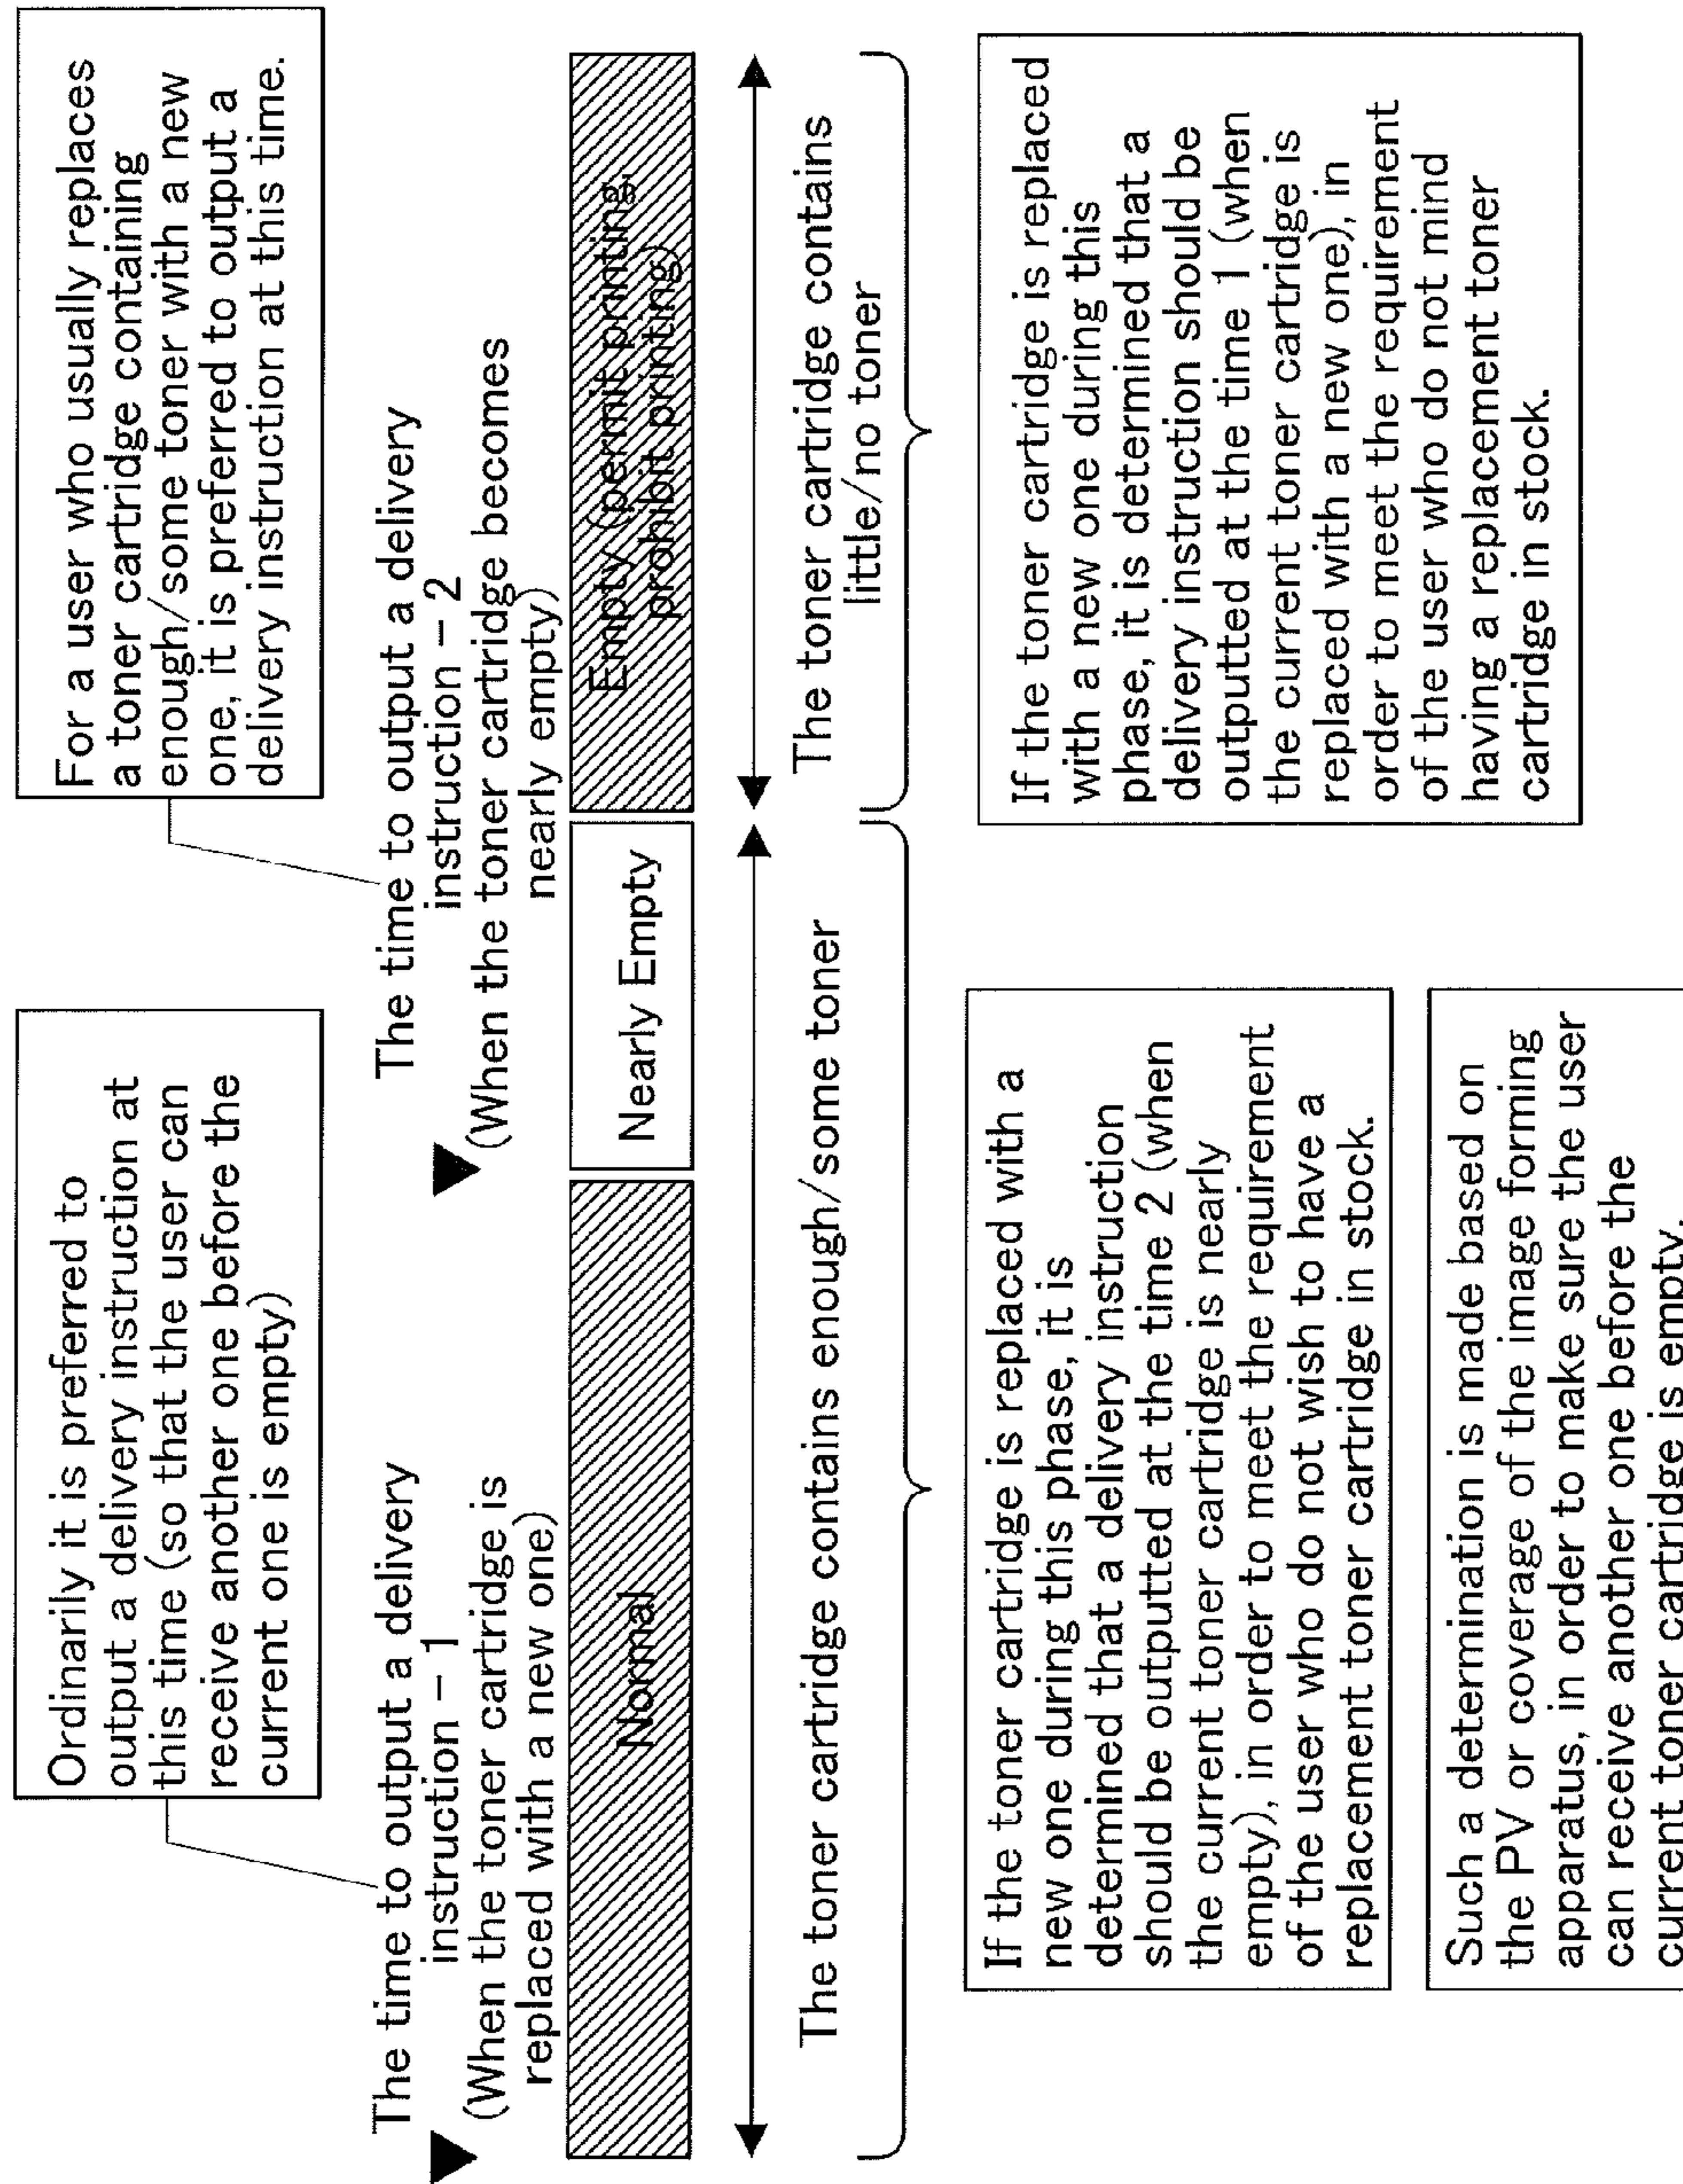 Ordinarily it is preferred to
output a delivery instruction at
this time (so that the user can
receive another one before the
current one is empty)
For a user who usually replaces
a toner cartridge containing
enough/some toner with a new
one, it is preferred to output a
delivery instruction at this time.
The time to output a delivery
instruction－1
(When the toner cartridge is
replaced with a new one)
The time to output a delivery
instruction－2
(When the toner cartridge becomes
nearly empty)
Normal
Nearly Empty
Empty (permit printing,
prohibit printing)
The toner cartridge contains enough/some toner
The toner cartridge contains
little/no toner
If the toner cartridge is replaced with a
new one during this phase, it is
determined that a delivery instruction
should be outputted at the time 2 (when
the current toner cartridge is nearly
empty), in order to meet the requirement
of the user who do not wish to have a
replacement toner cartridge in stock.
If the toner cartridge is replaced
with a new one during this
phase, it is determined that a
delivery instruction should be
outputted at the time 1 (when
the current toner cartridge is
replaced with a new one), in
order to meet the requirement
of the user who do not mind
having a replacement toner
cartridge in stock.
Such a determination is made based on
the PV or coverage of the image forming
apparatus, in order to make sure the user
can receive another one before the
current toner cartridge is empty.